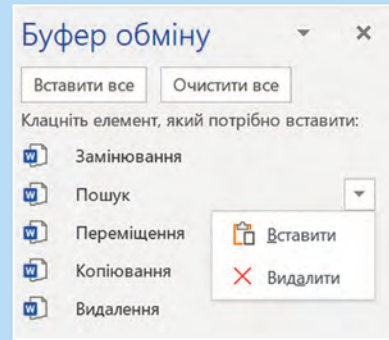 Буфер обміну
Вставити все Очистити все
Клацніть елемент, який потрібно вставити:
Замінювання
Пошук
Переміщення
Вставити
Копіювання
Видалити
Видалення